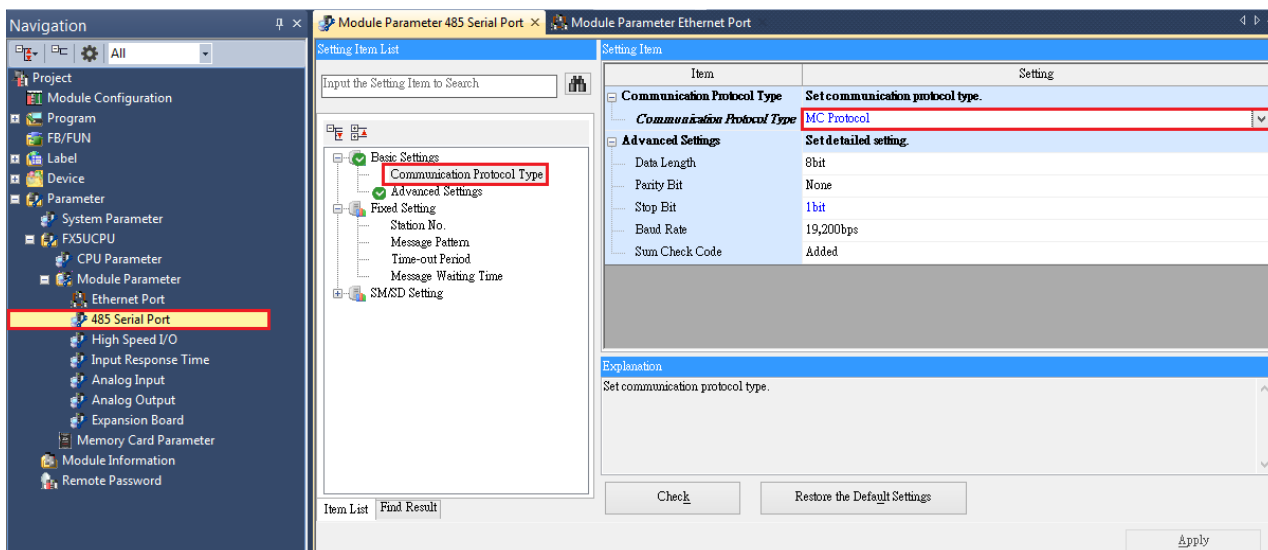 Navigation
All
Project
Module Configuration
Program
FB/FUN
Label
Device
Parameter
System Parameter
FX5UCPU
CPU Parameter
Module Parameter
Ethernet Port
485 Serial Port
High Speed I/O
Input Response Time
Analog Input
Analog Output
Expansion Board
Memory Card Parameter
Module Information
Remote Password
Module Parameter 485 Serial Port
Module Parameter Ethernet Port
Setting Item List
Input the Setting Item to Search
Basic Settings
Communication Protocol Type
Advanced Settings
Fixed Setting
Station No.
Message Pattern
Time-out Period
Message Waiting Time
SM/SD Setting
Item List Find Result
Setting Item
Item Setting
Communication Protocol Type Set communication protocol type.
Communication Protocol Type MC Protocol
Advanced Settings Set detailed setting.
Data Length 8bit
Parity Bit None
Stop Bit 1bit
Baud Rate 19,200bps
Sum Check Code Added
Explanation
Set communication protocol type.
Check Restore the Default Settings
Apply